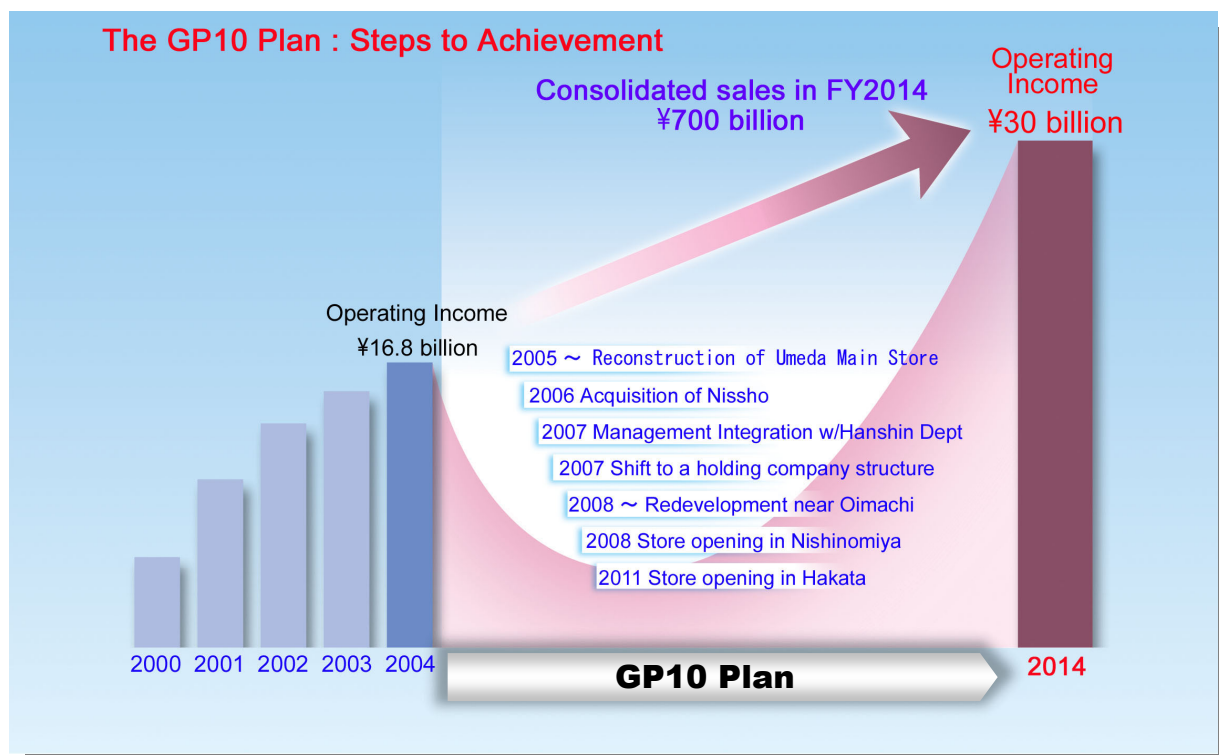 The GP10 Plan : Steps to Achievement
Operating
Income
¥30 billion
Consolidated sales in FY2014
¥700 billion
Operating Income
¥16.8 billion
2005 ~ Reconstruction of Umeda Main Store
2006 Acquisition of Nissho
2007 Management Integration w/Hanshin Dept
2007 Shift to a holding company structure
2008 ~ Redevelopment near Oimachi
2008 Store opening in Nishinomiya
2011 Store opening in Hakata
2000 2001 2002 2003 2004
GP10 Plan
2014